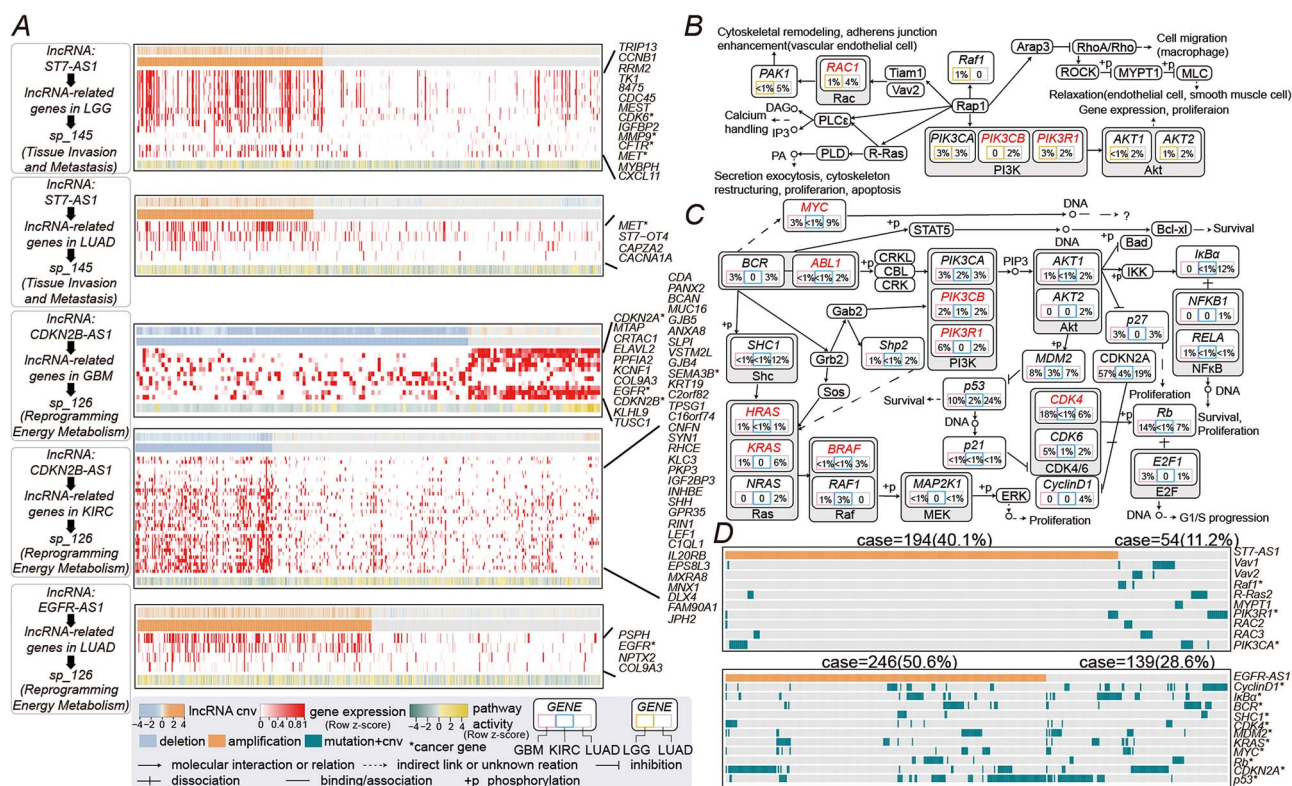 A
lncRNA:
ST7-AS1
lncRNA-related
genes in LGG
sp_145
(Tissue Invasion
and Metastasis)
TRIP13
CCNB1
RRM2
TK1
8475
CDC45
MEST
CDK6*
IGFBP2
MMP9*
CFTR*
MET*
MYBPH
CXCL11
lncRNA:
ST7-AS1
lncRNA-related
genes in LUAD
sp_145
(Tissue Invasion
and Metastasis)
MET*
ST7-OT4
CAPZA2
CACNA1A
lncRNA:
CDKN2B-AS1
lncRNA-related
genes in GBM
sp_126
(Reprogramming
Energy Metabolism)
CDKN2A*
MTAP
CRTAC1
ELAVL2
PPFIA2
KCNF1
COL9A3
EGFR*
CDKN2B*
KLHL9
TUSC1
lncRNA:
CDKN2B-AS1
lncRNA-related
genes in KIRC
sp_126
(Reprogramming
Energy Metabolism)
CDA
PANX2
BCAN
MUC16
GJB5
ANXA8
SLPI
VSTM2L
GJB4
SEMA3B*
KRT19
C2orf82
TPSG1
C16orf74
CNFN
SYN1
RHCE
KLC3
PKP3
IGF2BP3
INHBE
SHH
GPR35
RIN1
LEF1
C1QL1
IL20RB
EPS8L3
MXRA8
MNX1
DLX4
FAM90A1
JPH2
lncRNA:
EGFR-AS1
lncRNA-related
genes in LUAD
sp_126
(Reprogramming
Energy Metabolism)
PSPH
EGFR*
NPTX2
COL9A3
lncRNA cnv
-4 -2 0 2 4
gene expression
(Row z-score)
0 0.81
pathway
activity
(Row z-score)
-4 -2 0 2 4
deletion
amplification
mutation+cnv
*cancer gene
GENE
GBM KIRC LUAD
GENE
LGG LUAD
molecular interaction or relation
indirect link or unknown reation
inhibition
dissociation
binding/association
+p phosphorylation
B
Cytoskeletal remodeling, adherens junction
enhancement(vascular endothelial cell)
PAK1
<1% 5%
RAC1
1% 4%
Rac
Tiam1
Vav2
Raf1
1% 0
Rap1
Arap3
RhoA/Rho
Cell migration
(macrophage)
ROCK
+p
MYPT1
+p
MLC
Relaxation(endothelial cell, smooth muscle cell)
Gene expression, proliferaion
DAG
Calcium
handling
IP3
PLCε
PA
PLD
R-Ras
Secretion exocytosis, cytoskeleton
restructuring, proliferarion, apoptosis
PIK3CA
3% 3%
PIK3CB
0 2%
PIK3R1
3% 2%
PI3K
AKT1
<1% 2%
AKT2
1% 2%
Akt
C
MYC
3% <1% 9%
DNA
?
+p
STAT5
DNA
Bcl-xl
Survival
BCR
3% 0 3%
ABL1
<1% <1% 2%
+p
CRKL
CBL
CRK
PIK3CA
3% 2% 3%
PIK3CB
2% 1% 2%
PIK3R1
6% 0 2%
PI3K
PIP3
AKT1
1% <1% 2%
AKT2
0 0 2%
Akt
+p
Bad
+p
IKK
IκBα
0 <1% 12%
NFKB1
0 0 1%
RELA
1% <1% <1%
NFκB
DNA
Survival,
Proliferation
+p
SHC1
<1% <1% 12%
Shc
Gab2
Grb2
Sos
Shp2
1% <1% 2%
p27
3% 0 3%
+p
MDM2
8% 3% 7%
CDKN2A
57% 4% 19%
Proliferation
p53
10% 2% 24%
Survival
DNA
p21
<1% <1% <1%
CDK4
18% <1% 6%
CDK6
5% 1% 2%
CDK4/6
+p
Rb
14% <1% 7%
E2F1
3% 0 1%
E2F
DNA
G1/S progression
CyclinD1
0 0 4%
HRAS
<1% <1% 1%
KRAS
1% 0 6%
NRAS
0 0 2%
Ras
BRAF
<1% <1% 3%
RAF1
1% 3% 0
Raf
+p
MAP2K1
<1% 0 <1%
MEK
+p
ERK
Proliferation
D
case=194(40.1%)
case=54(11.2%)
ST7-AS1
Vav1
Vav2
Raf1*
R-Ras2
MYPT1
PIK3R1*
RAC2
RAC3
PIK3CA*
case=246(50.6%)
case=139(28.6%)
EGFR-AS1
CyclinD1*
IκBα*
BCR*
SHC1*
CDK4*
MDM2*
KRAS*
MYC*
Rb*
CDKN2A*
p53*